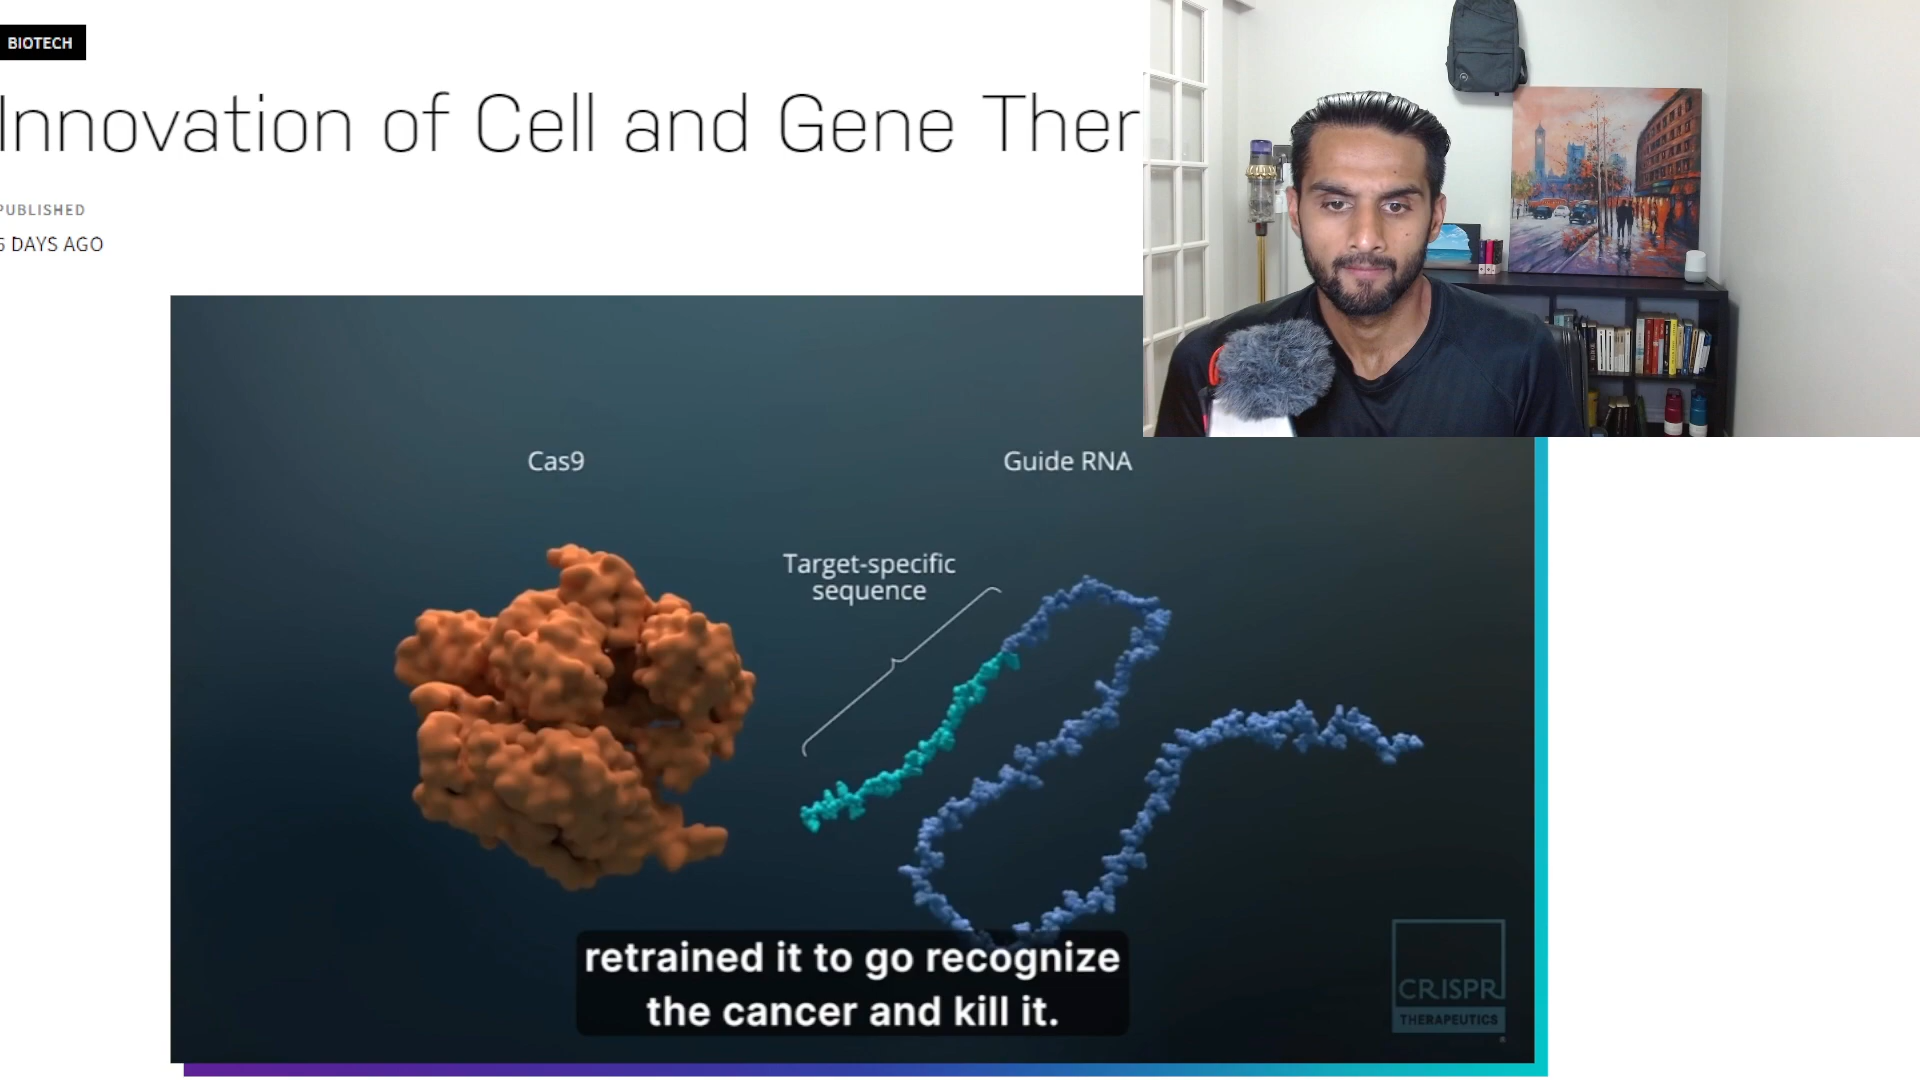 BIOTECH
Innovation of Cell and Gene Ther
PUBLISHED
6 DAYS AGO
Cas9
Guide RNA
Target-specific
sequence
retrained it to go recognize
the cancer and kill it.
CRISPR
THERAPEUTICS